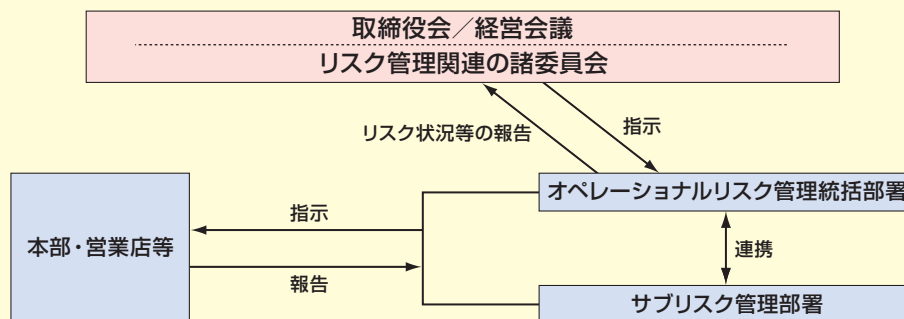 取締役会／経営会議
リスク管理関連の諸委員会
リスク状況等の報告
指示
オペレーショナルリスク管理統括部署
指示
本部・営業店等
連携
報告
サブリスク管理部署